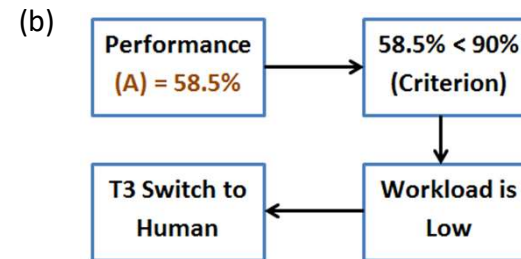 (b)
Performance
(A) = 58.5%
58.5% < 90%
(Criterion)
T3 Switch to
Human
Workload is
Low